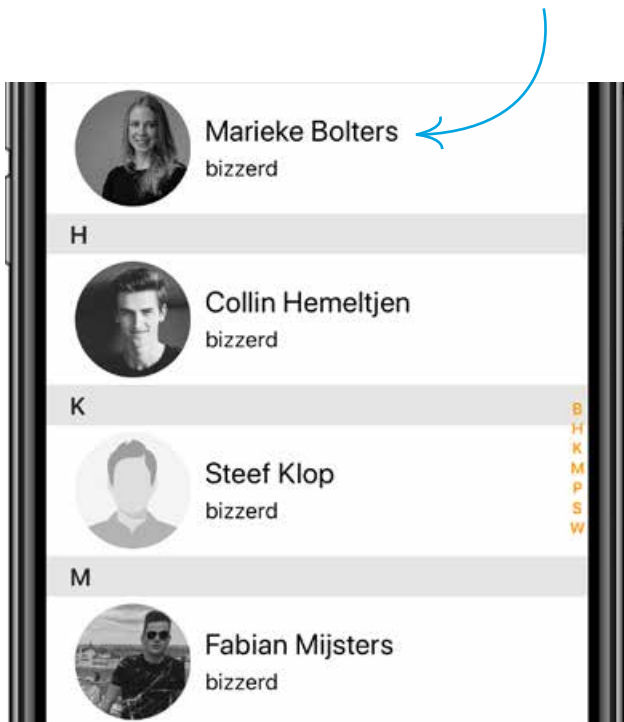 Marieke Bolters
bizzerd
H
Collin Hemeltjen
bizzerd
K
Steef Klop
bizzerd
M
Fabian Mijsters
bizzerd
B
H
K
M
P
S
W